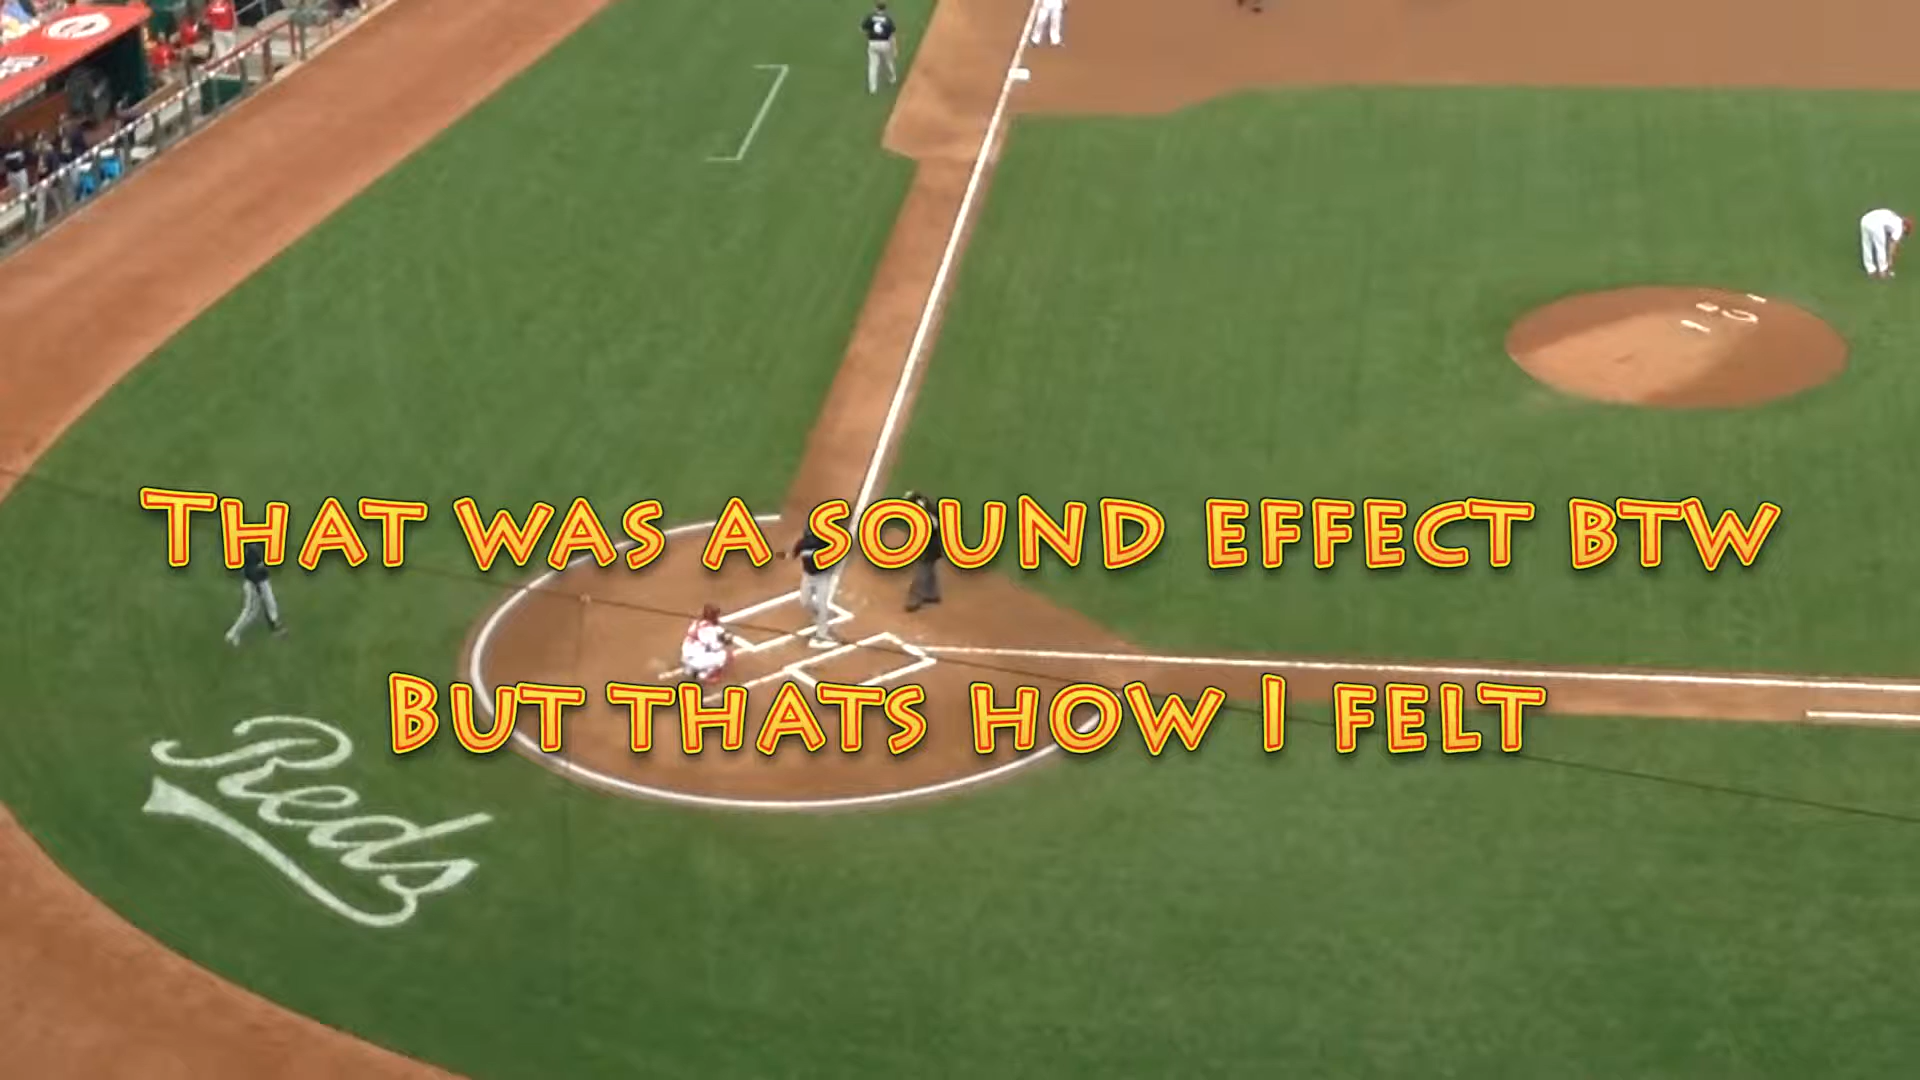 That was a sound effect btw
But thats how I felt
Reds